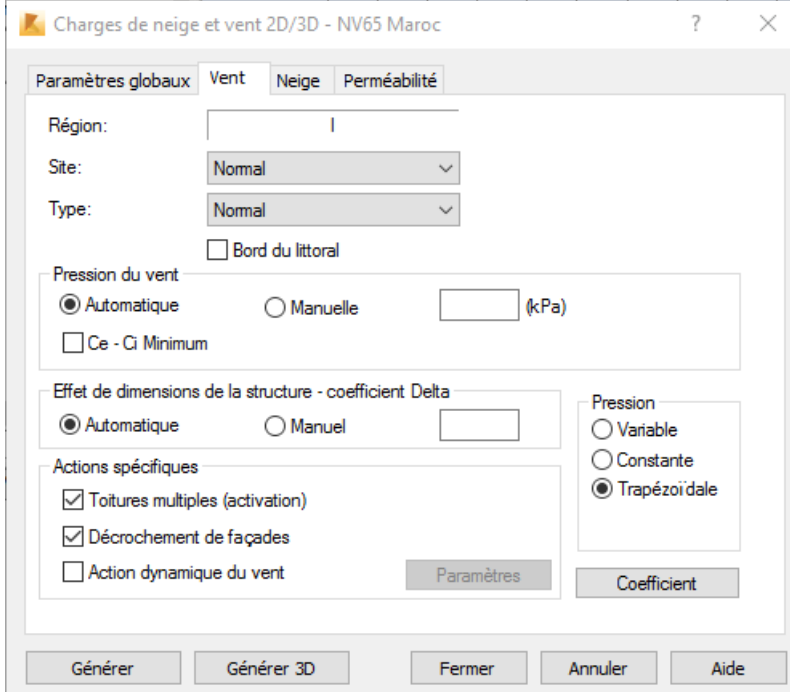 Charges de neige et vent 2D/3D - NV65 Maroc
Paramètres globaux Vent Neige Perméabilité
Région: I
Site: Normal
Type: Normal
Bord du littoral
Pression du vent
Automatique Manuelle (kPa)
Ce - Ci Minimum
Effet de dimensions de la structure - coefficient Delta
Automatique Manuel
Pression
Variable
Constante
Trapézoïdale
Actions spécifiques
Toitures multiples (activation)
Décrochement de façades
Action dynamique du vent Paramètres
Coefficient
Générer Générer 3D Fermer Annuler Aide